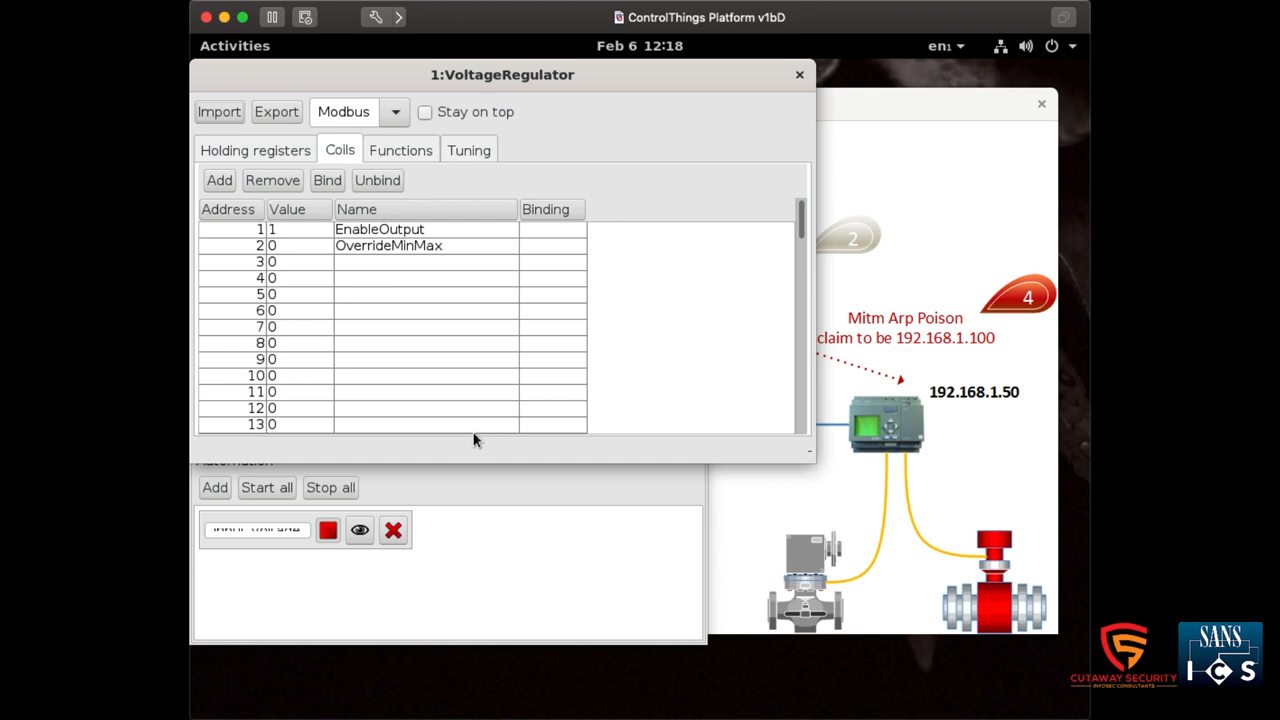 ControlThings Platform v1bD
Activities
Feb 6 12:18
en1
1:VoltageRegulator
Import Export Modbus Stay on top
Holding registers Coils Functions Tuning
Add Remove Bind Unbind
Address Value Name Binding
1 1 EnableOutput
2 0 OverrideMinMax
3 0
4 0
5 0
6 0
7 0
8 0
9 0
10 0
11 0
12 0
13 0
2
4
Mitm Arp Poison
claim to be 192.168.1.100
192.168.1.50
Automation
Add Start all Stop all
CUTAWAY SECURITY
INFOSEC CONSULTANTS
SANS
ICS